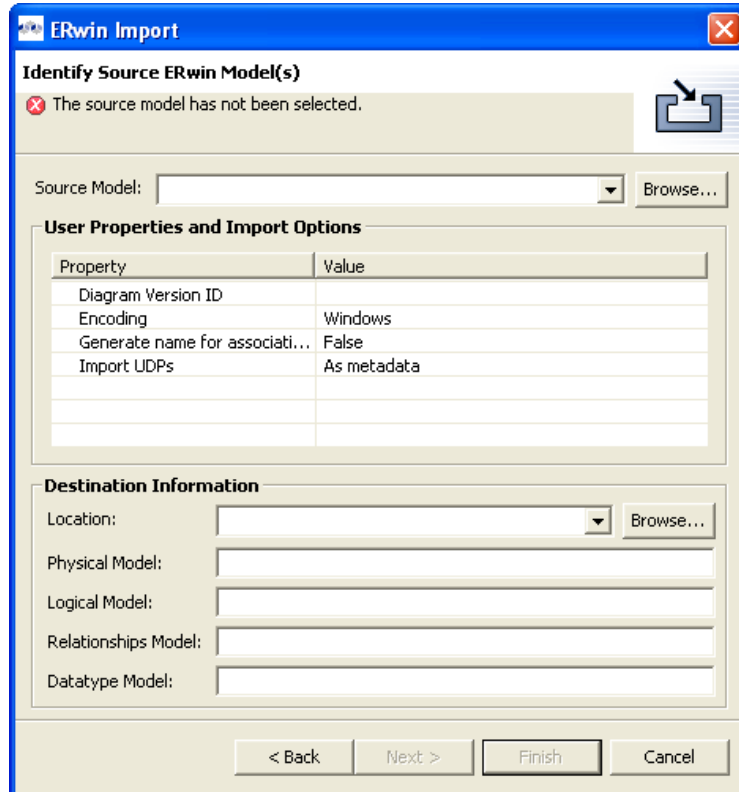 ERwin Import
Identify Source ERwin Model(s)
The source model has not been selected.
Source Model: Browse...
User Properties and Import Options
Property Value
Diagram Version ID
Encoding Windows
Generate name for associati... False
Import UDPs As metadata
Destination Information
Location: Browse...
Physical Model:
Logical Model:
Relationships Model:
Datatype Model:
< Back Next > Finish Cancel